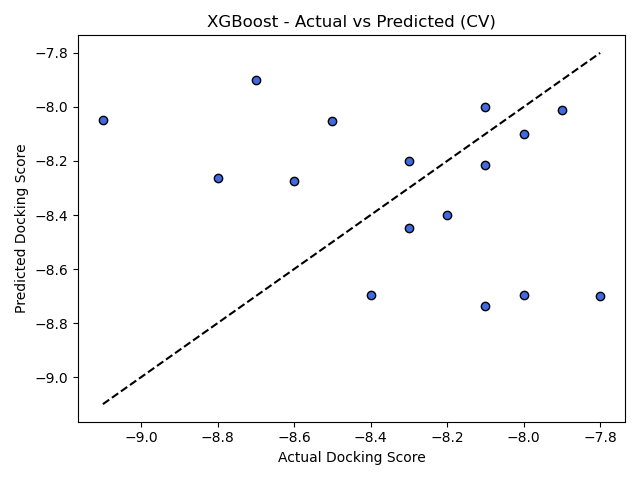 XGBoost - Actual vs Predicted (CV)
Predicted Docking Score
−7.8
−8.0
−8.2
−8.4
−8.6
−8.8
−9.0
−9.0 −8.8 −8.6 −8.4 −8.2 −8.0 −7.8
Actual Docking Score